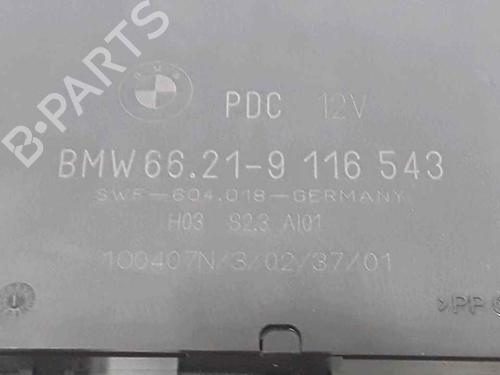 B-PARTS
BMW
PDC 12V
BMW 66.21-9 116 543
SWF-604.018-GERMANY
H03 S2.3 AI01
100407N/3/02/37/01
>PP